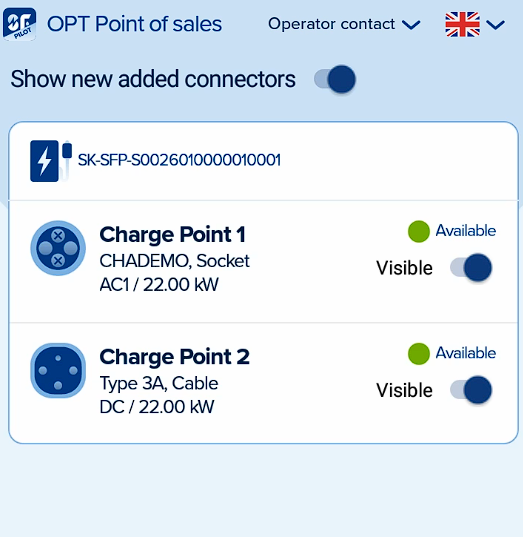 PILOT
OPT Point of sales
Operator contact
Show new added connectors
SK-SFP-S0026010000010001
Charge Point 1
Available
CHADEMO, Socket
Visible
AC1 / 22.00 kW
Charge Point 2
Available
Type 3A, Cable
Visible
DC / 22.00 kW